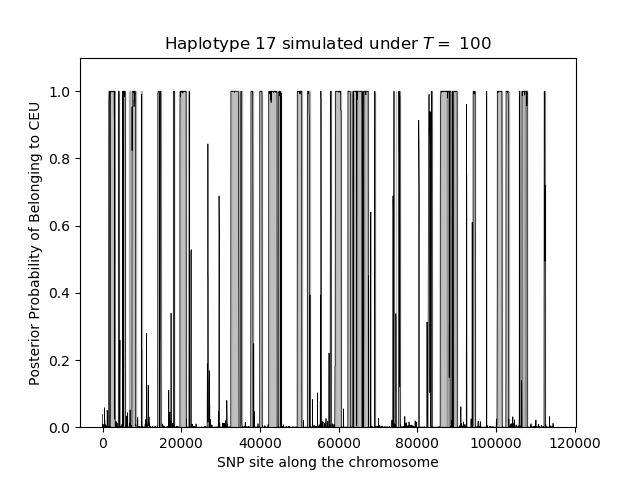 Haplotype 17 simulated under T = 100
Posterior Probability of Belonging to CEU
1.0
0.8
0.6
0.4
0.2
0.0
0 20000 40000 60000 80000 100000 120000
SNP site along the chromosome